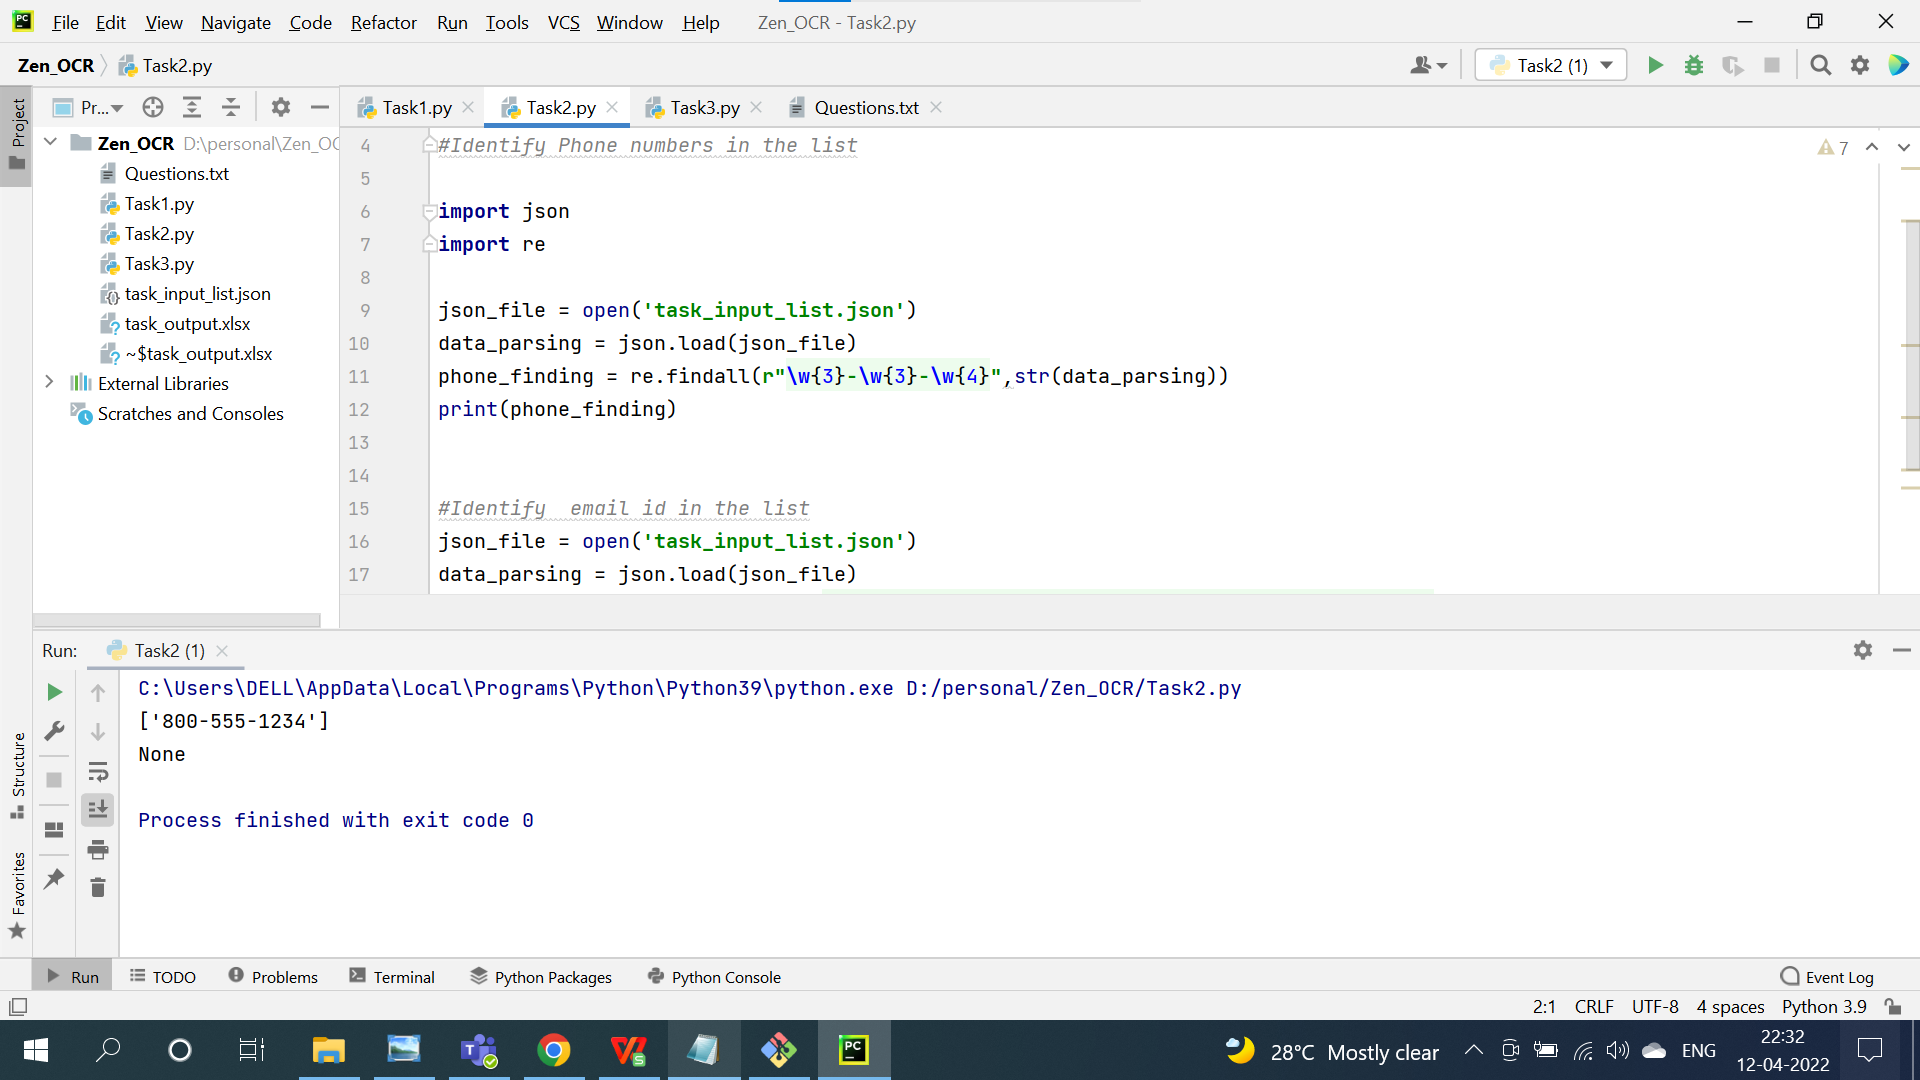 PC File Edit View Navigate Code Refactor Run Tools VCS Window Help Zen_OCR - Task2.py
Zen_OCR Task2.py Task2 (1)
Project
Pr... Task1.py Task2.py Task3.py Questions.txt
Zen_OCR D:\personal\Zen_OC
Questions.txt
Task1.py
Task2.py
Task3.py
task_input_list.json
task_output.xlsx
~$task_output.xlsx
External Libraries
Scratches and Consoles
4 #Identify Phone numbers in the list
7
5
6 import json
7 import re
8
9 json_file = open('task_input_list.json')
10 data_parsing = json.load(json_file)
11 phone_finding = re.findall(r"\w{3}-\w{3}-\w{4}",str(data_parsing))
12 print(phone_finding)
13
14
15 #Identify  email id in the list
16 json_file = open('task_input_list.json')
17 data_parsing = json.load(json_file)
Run: Task2 (1)
C:\Users\DELL\AppData\Local\Programs\Python\Python39\python.exe D:/personal/Zen_OCR/Task2.py
['800-555-1234']
None
Process finished with exit code 0
Structure
Favorites
Run TODO Problems Terminal Python Packages Python Console Event Log
2:1 CRLF UTF-8 4 spaces Python 3.9
28°C Mostly clear ENG 22:32
12-04-2022